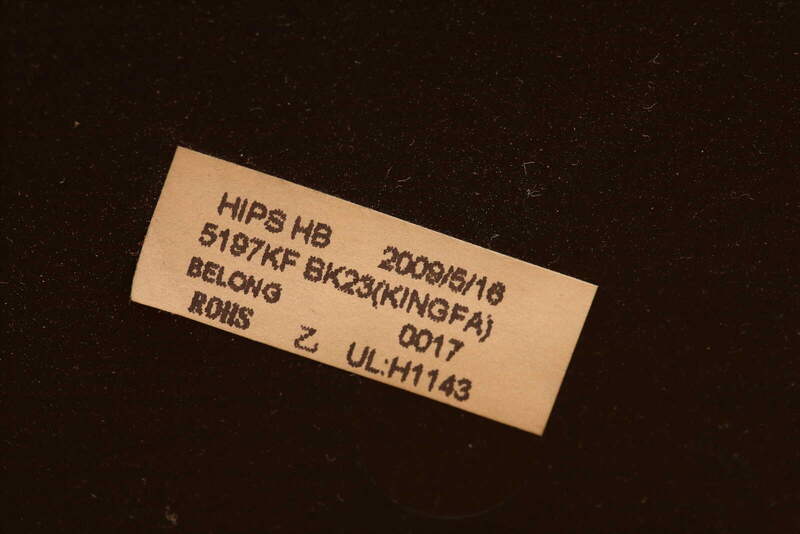 HIPS HB 2009/5/16
5197KF BK23(KINGFA)
BELONG 0017
ROHS Z UL:H1143